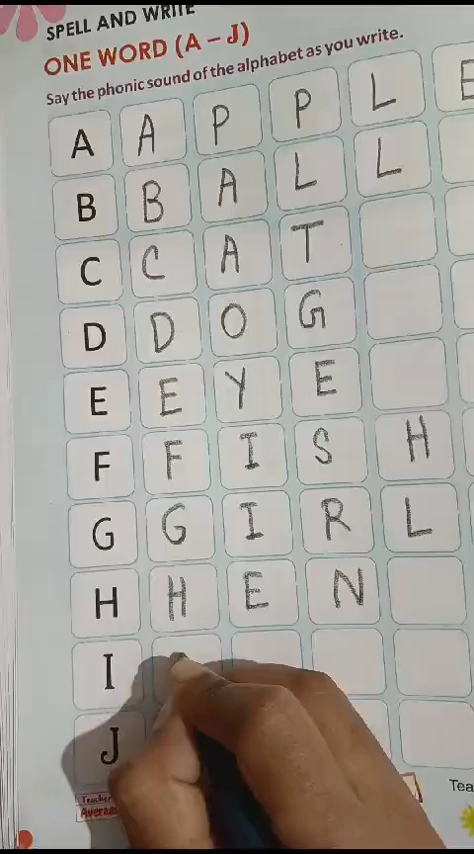 SPELL AND WRITE
ONE WORD (A – J)
Say the phonic sound of the alphabet as you write.
A A P P L E
B B A L L
C C A T
D D O G
E E Y E
F F I S H
G G I R L
H H E N
I
J